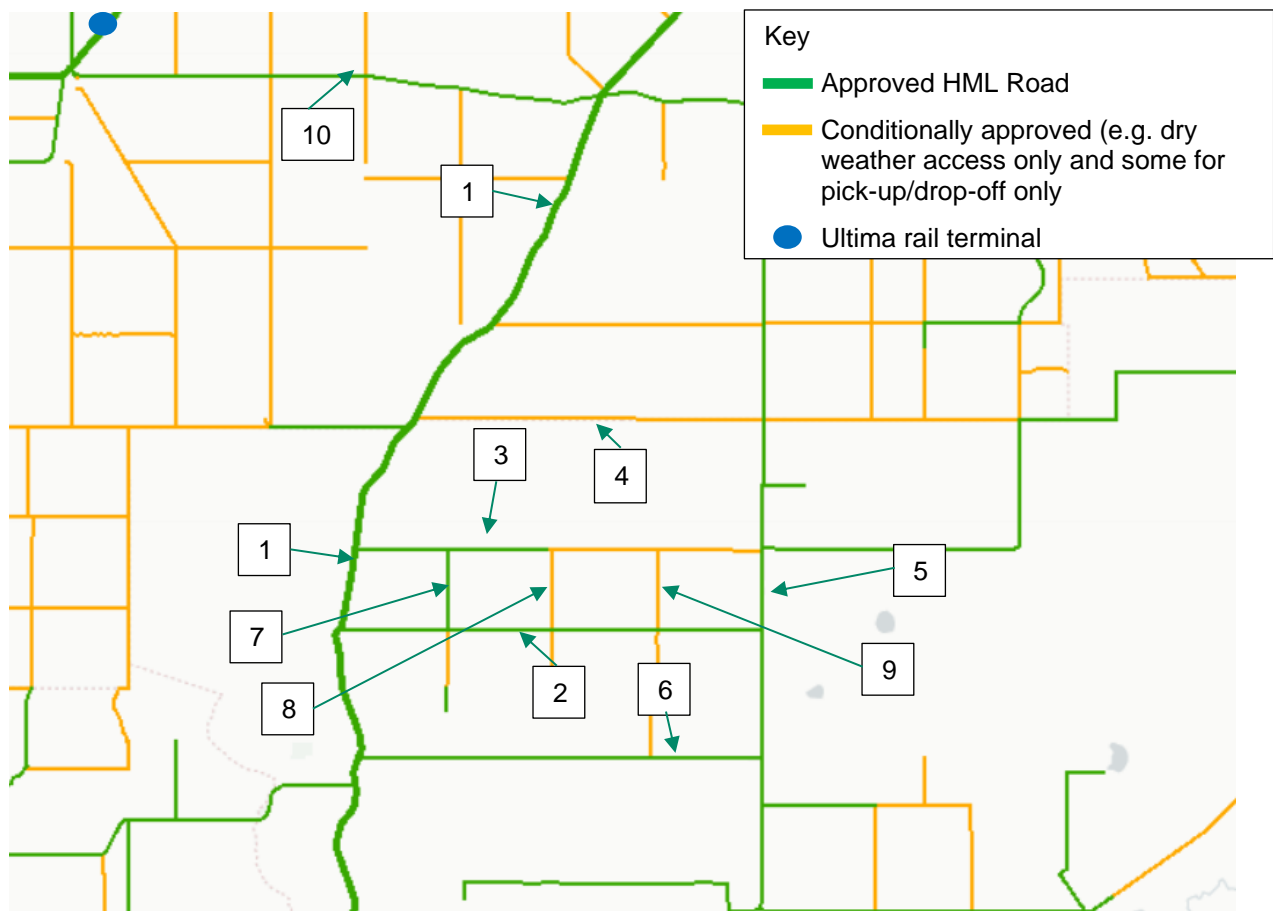 Key
Approved HML Road
Conditionally approved (e.g. dry
weather access only and some for
pick-up/drop-off only
Ultima rail terminal
10
1
3
4
1
5
7
9
2
6
8